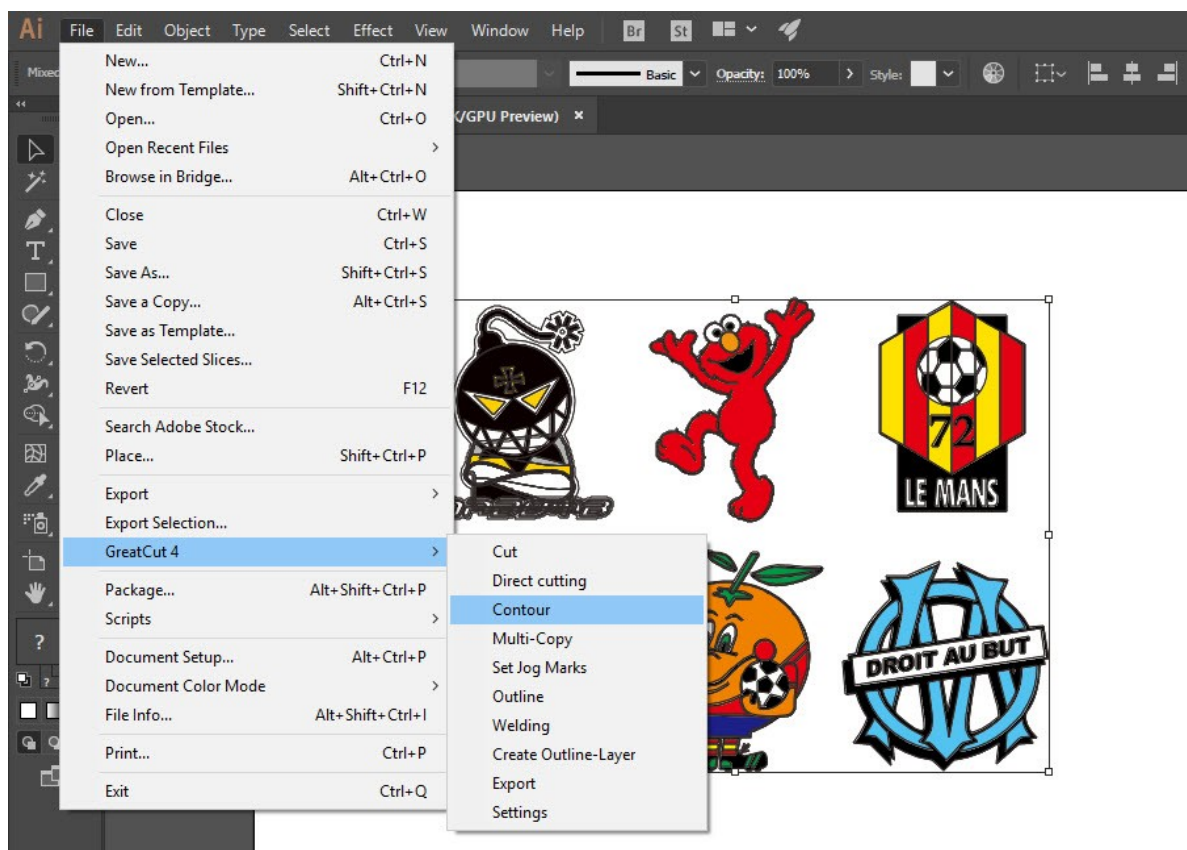 Ai File Edit Object Type Select Effect View Window Help Br St
Mixed Basic Opacity: 100% Style:
K/GPU Preview) ×
New... Ctrl+N
New from Template... Shift+Ctrl+N
Open... Ctrl+O
Open Recent Files
Browse in Bridge... Alt+Ctrl+O
Close Ctrl+W
Save Ctrl+S
Save As... Shift+Ctrl+S
Save a Copy... Alt+Ctrl+S
Save as Template...
Save Selected Slices...
Revert F12
Search Adobe Stock...
Place... Shift+Ctrl+P
Export
Export Selection...
GreatCut 4
Package... Alt+Shift+Ctrl+P
Scripts
Document Setup... Alt+Ctrl+P
Document Color Mode
File Info... Alt+Shift+Ctrl+I
Print... Ctrl+P
Exit Ctrl+Q
Cut
Direct cutting
Contour
Multi-Copy
Set Jog Marks
Outline
Welding
Create Outline-Layer
Export
Settings
72
LE MANS
DROIT AU BUT